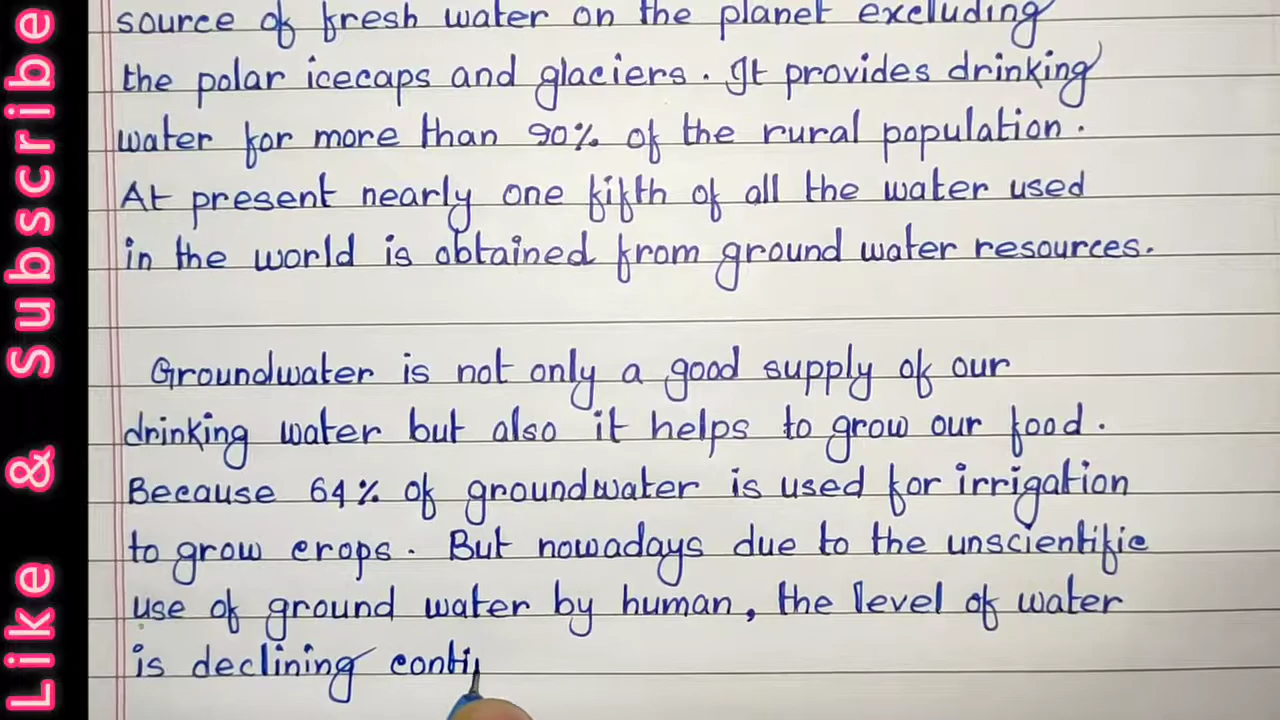 Like & Subscribe
source of fresh water on the planet excluding
the polar icecaps and glaciers. It provides drinking
water for more than 90% of the rural population.
At present nearly one fifth of all the water used
in the world is obtained from ground water resources.
Groundwater is not only a good supply of our
drinking water but also it helps to grow our food.
Because 64% of groundwater is used for irrigation
to grow crops. But nowadays due to the unscientific
use of ground water by human, the level of water
is declining conti